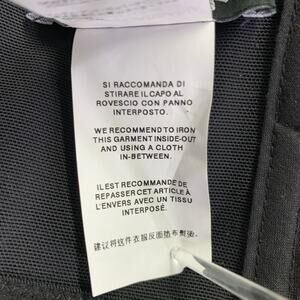 SI RACCOMANDA DI
STIRARE IL CAPO AL
ROVESCIO CON PANNO
INTERPOSTO.
WE RECOMMEND TO IRON
THIS GARMENT INSIDE-OUT
AND USING A CLOTH
IN-BETWEEN.
IL EST RECOMMANDE DE
REPASSER CET ARTICLE À
L'ENVERS AVEC UN TISSU
INTERPOSÉ.
建议将这件衣服反面垫布熨烫